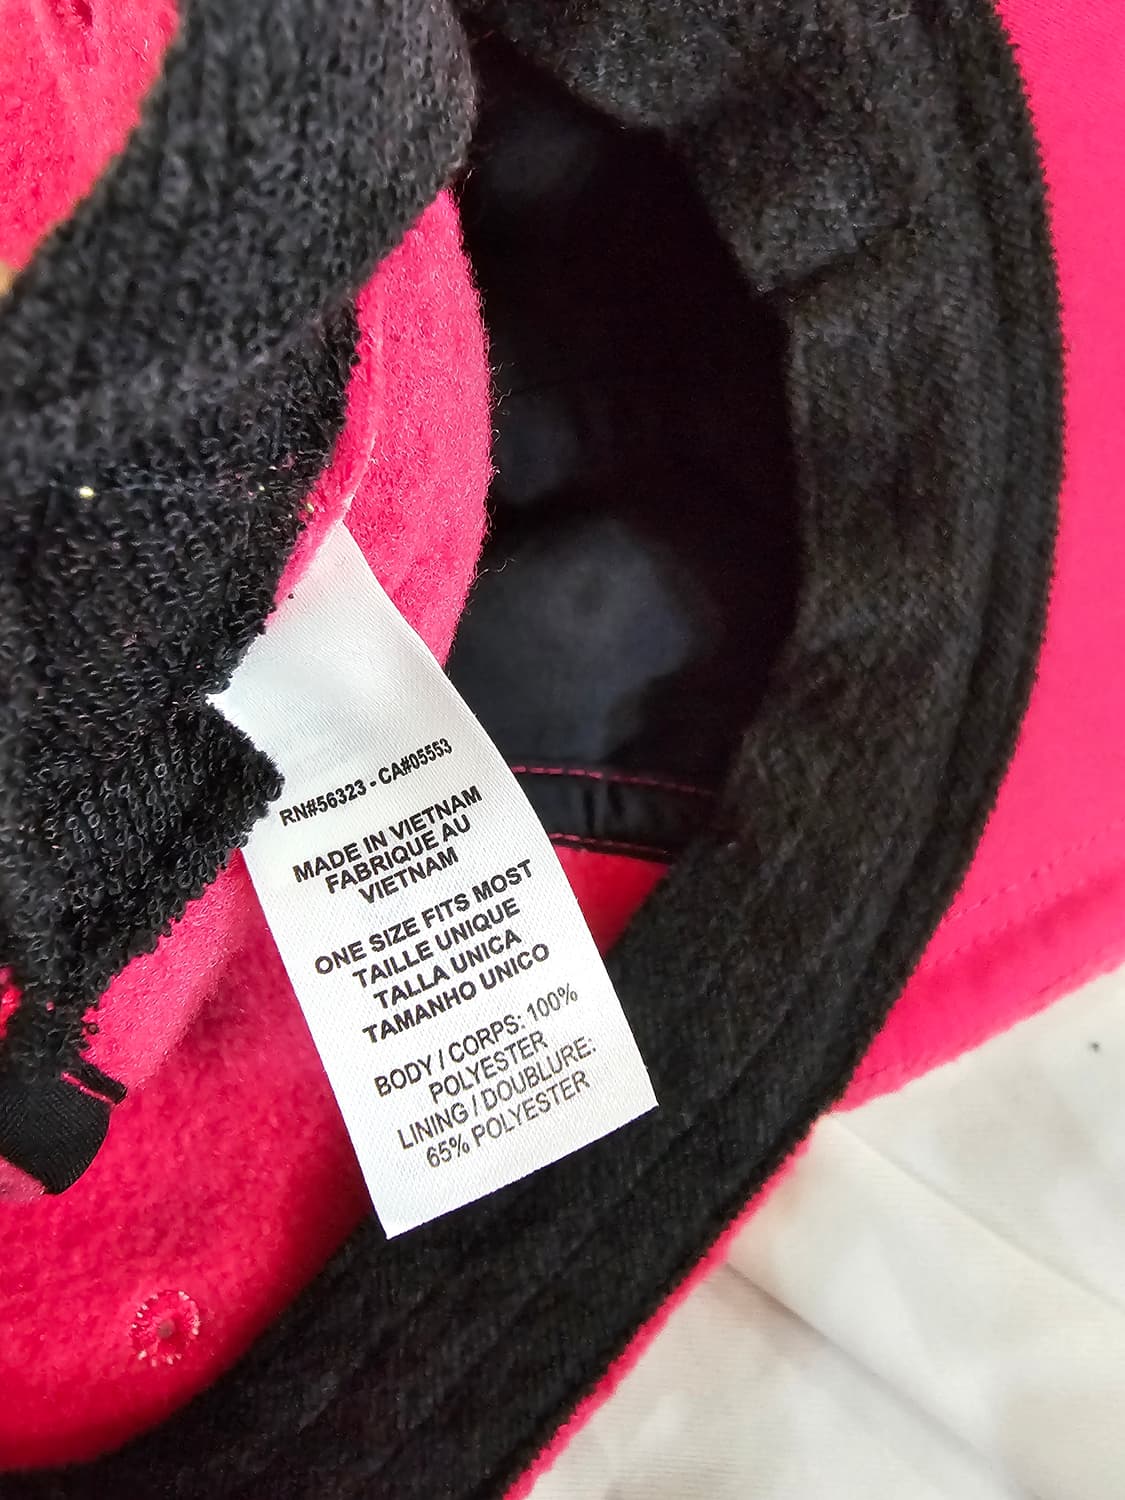 RN#56323 - CA#05553
MADE IN VIETNAM
FABRIQUE AU
VIETNAM
ONE SIZE FITS MOST
TAILLE UNIQUE
TALLA UNICA
TAMANHO UNICO
BODY / CORPS: 100%
POLYESTER
LINING / DOUBLURE:
65% POLYESTER